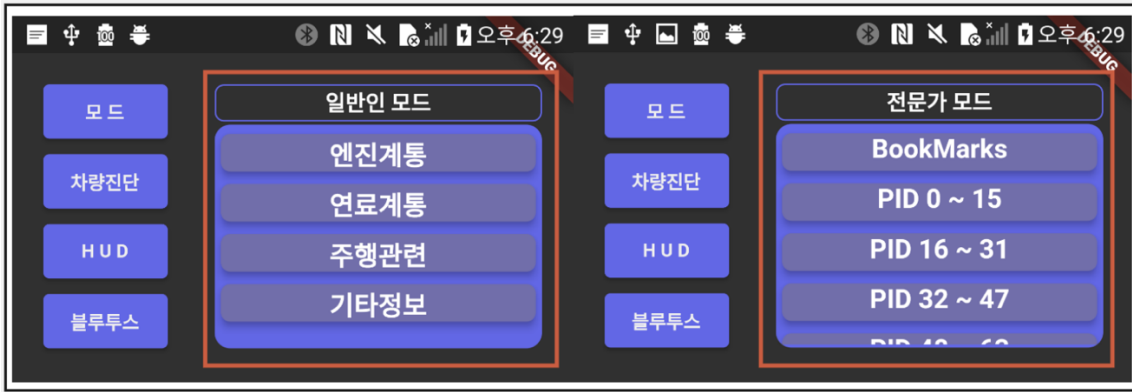 100
오후 6:29
DEBUG
모 드
차량진단
H U D
블루투스
일반인 모드
엔진계통
연료계통
주행관련
기타정보
100
오후 6:29
DEBUG
모 드
차량진단
H U D
블루투스
전문가 모드
BookMarks
PID 0 ~ 15
PID 16 ~ 31
PID 32 ~ 47